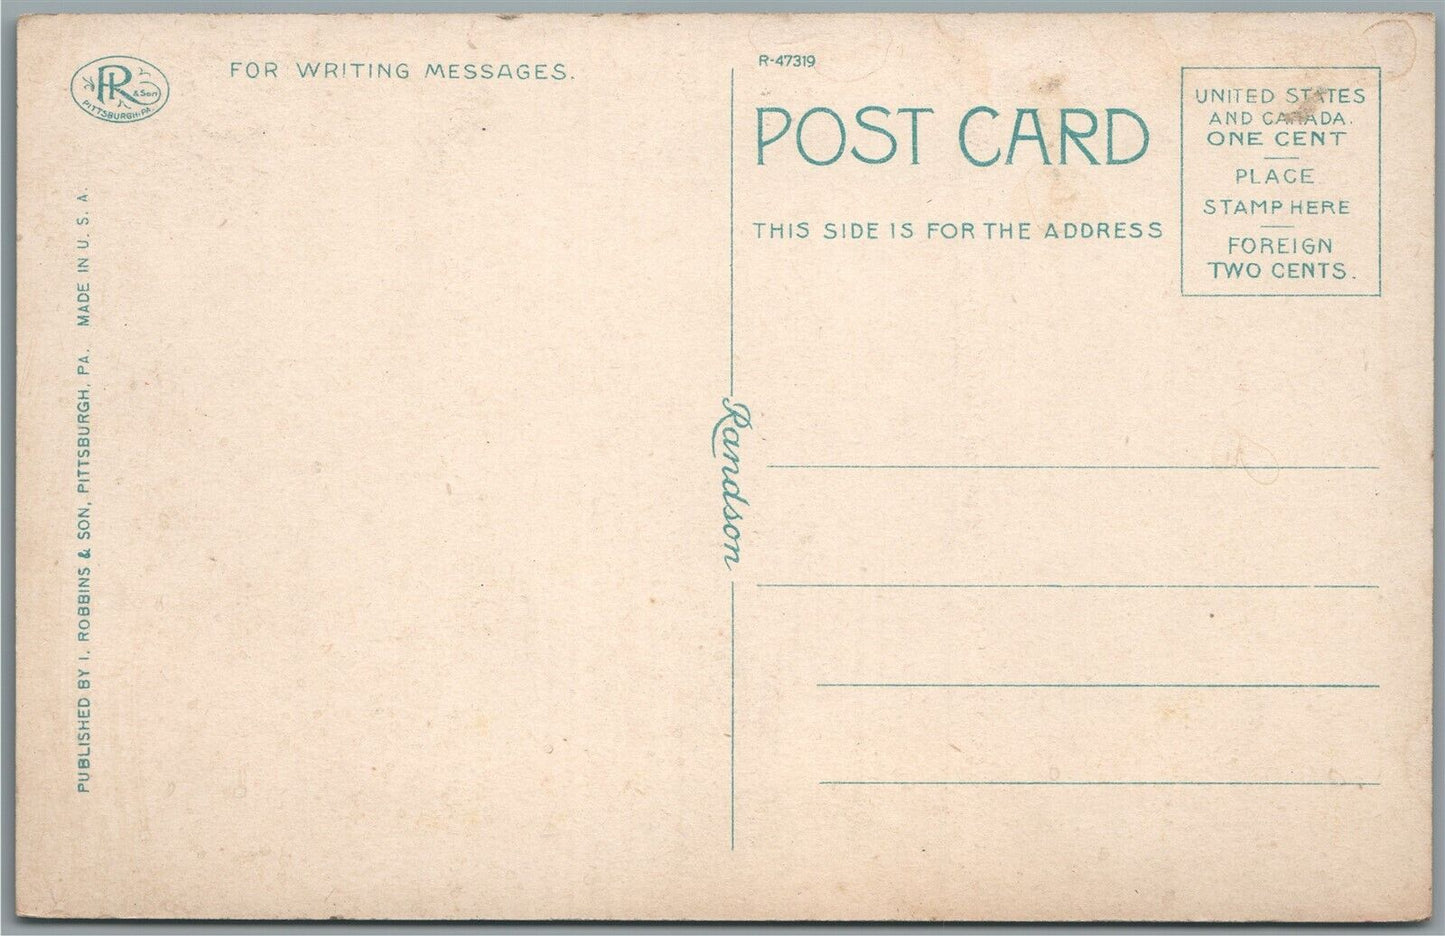 R & Son
PITTSBURGH, PA.
FOR WRITING MESSAGES.
PUBLISHED BY I. ROBBINS & SON, PITTSBURGH, PA. MADE IN U. S. A.
Randson
R-47319
POST CARD
THIS SIDE IS FOR THE ADDRESS
UNITED STATES
AND CANADA.
ONE CENT
PLACE
STAMP HERE
FOREIGN
TWO CENTS.